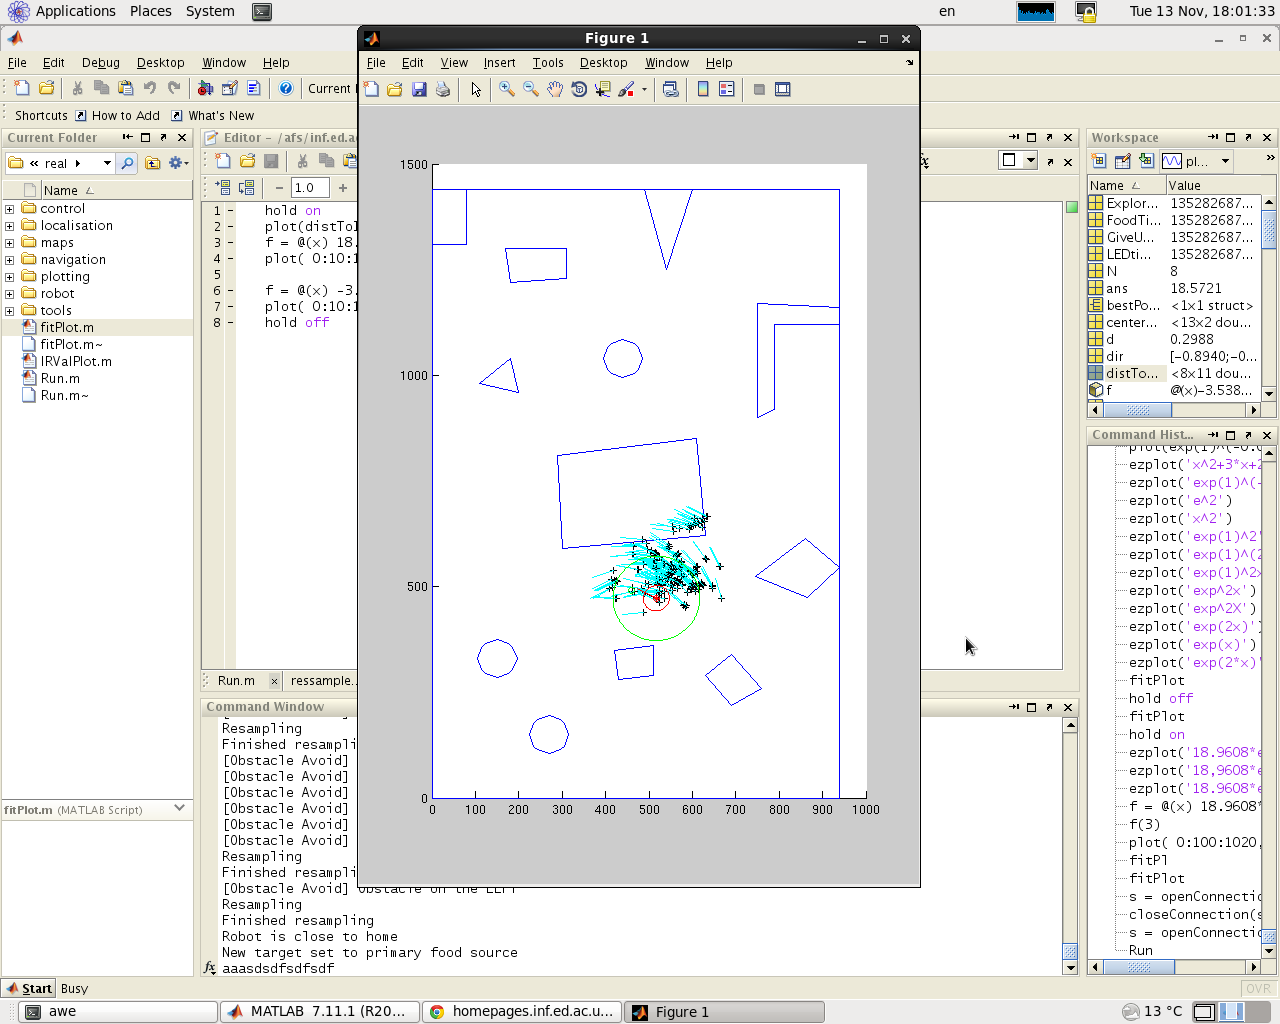 Applications Places System en Tue 13 Nov, 18:01:33
Figure 1
File Edit Debug Desktop Window Help
File Edit View Insert Tools Desktop Window Help
Current
Shortcuts How to Add What's New
Current Folder
Editor - /afs/inf.ed.a
Workspace
« real
1.0
pl...
Name
Name Value
control
localisation
maps
navigation
plotting
robot
tools
fitPlot.m
fitPlot.m~
IRValPlot.m
Run.m
Run.m~
1 hold on
2 plot(distTo
3 f = @(x) 18.
4 plot( 0:10:1
5
6 f = @(x) -3.
7 plot( 0:10:1
8 hold off
Explor... 135282687...
FoodTi... 135282687...
GiveU... 135282687...
LEDti... 135282687...
N 8
ans 18.5721
bestPo... <1x1 struct>
center... <13x2 dou...
d 0.2988
dir [-0.8940;-0...
distTo... <8x11 dou...
f @(x)-3.538...
1500
1000
500
0
0 100 200 300 400 500 600 700 800 900 1000
Command Hist...
plot(exp(1)^(-0.0
ezplot('x^2+3*x+2
ezplot('exp(1)^(-
ezplot('e^2')
ezplot('x^2')
ezplot('exp(1)^2'
ezplot('exp(1)^(2
ezplot('exp(1)^2x
ezplot('exp^2x')
ezplot('exp^2X')
ezplot('exp(2x)')
ezplot('exp(x)')
ezplot('exp(2*x)'
fitPlot
hold off
fitPlot
hold on
ezplot('18.9608*e
ezplot('18,9608*e
ezplot('18.9608*e
f = @(x) 18.9608*
f(3)
plot( 0:100:1020,
fitPl
fitPlot
s = openConnectio
closeConnection(s
s = openConnectio
Run
Run.m × ressample.
Command Window
Resampling
Finished resampli
[Obstacle Avoid]
[Obstacle Avoid]
[Obstacle Avoid]
[Obstacle Avoid]
[Obstacle Avoid]
[Obstacle Avoid]
Resampling
Finished resampli
[Obstacle Avoid] Obstacle on the LEFT
Resampling
Finished resampling
Robot is close to home
New target set to primary food source
fx aaasdsdfsdfsdf
fitPlot.m (MATLAB Script)
Start Busy OVR
awe MATLAB 7.11.1 (R20... homepages.inf.ed.ac.u... Figure 1 13 °C